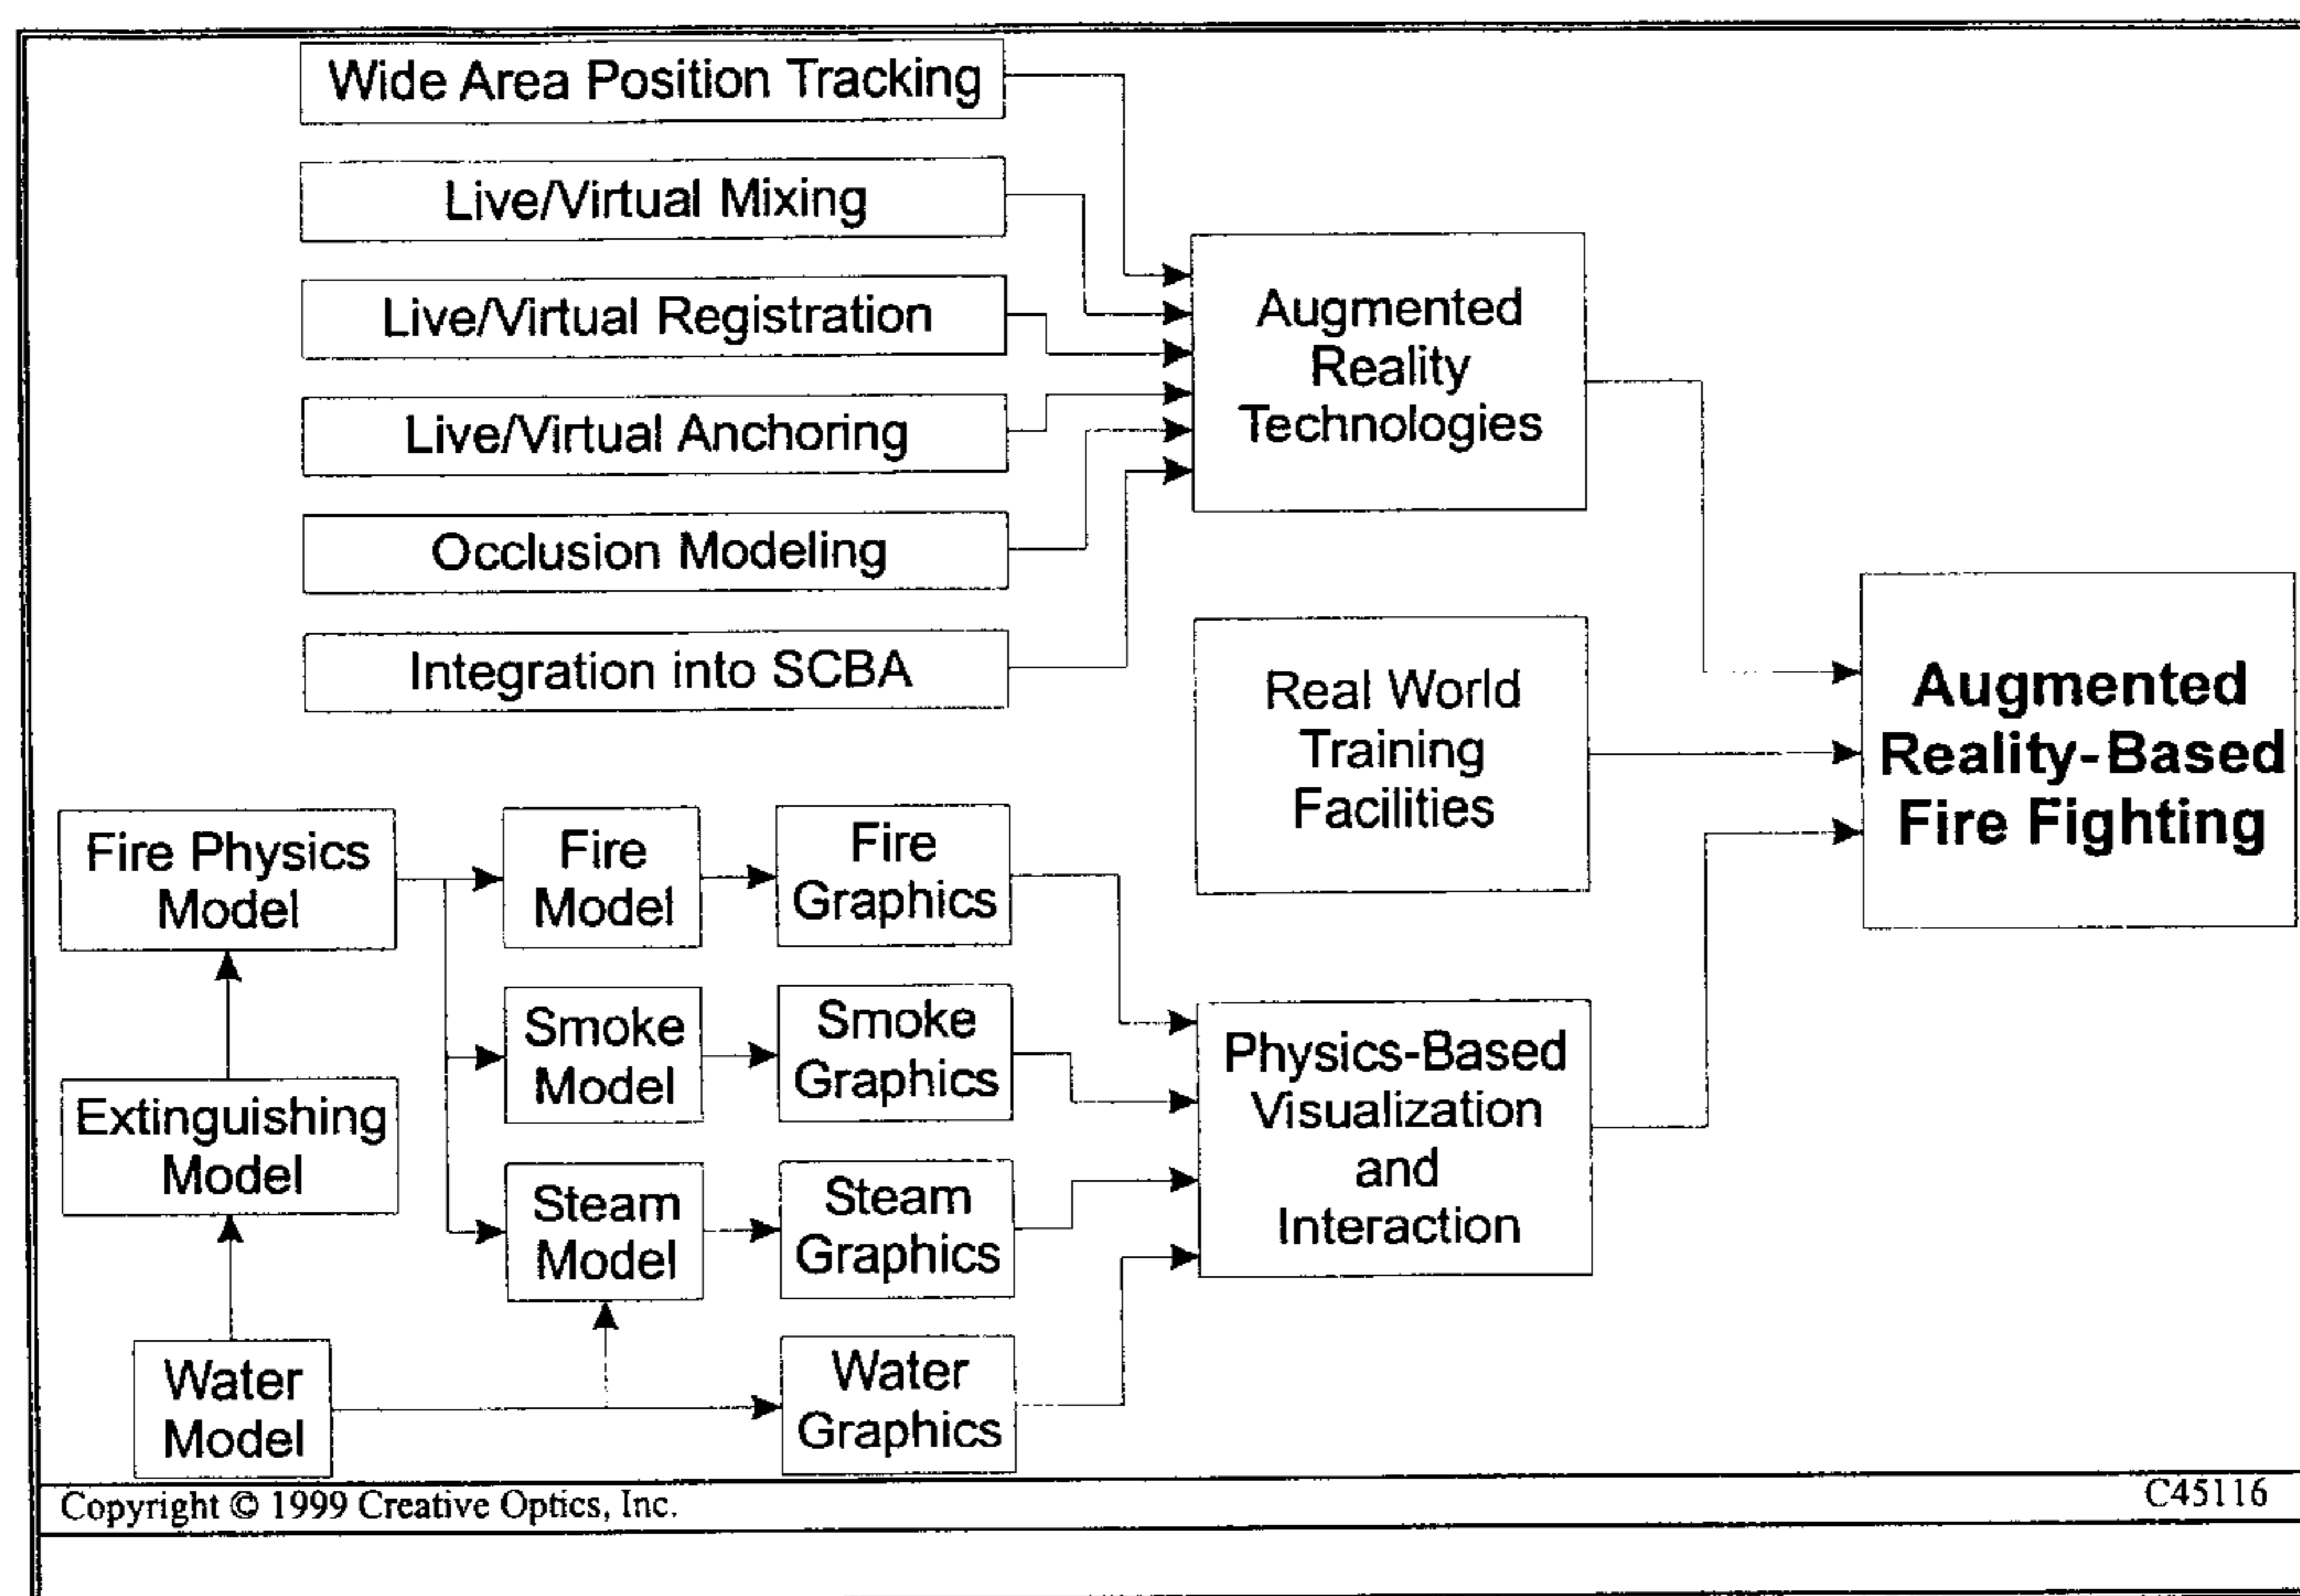 Wide Area Position Tracking
Live/Virtual Mixing
Live/Virtual Registration
Live/Virtual Anchoring
Occlusion Modeling
Integration into SCBA
Augmented
Reality
Technologies
Real World
Training
Facilities
Augmented
Reality-Based
Fire Fighting
Fire Physics
Model
Fire
Model
Fire
Graphics
Extinguishing
Model
Smoke
Model
Smoke
Graphics
Steam
Model
Steam
Graphics
Physics-Based
Visualization
and
Interaction
Water
Model
Water
Graphics
Copyright © 1999 Creative Optics, Inc.
C45116